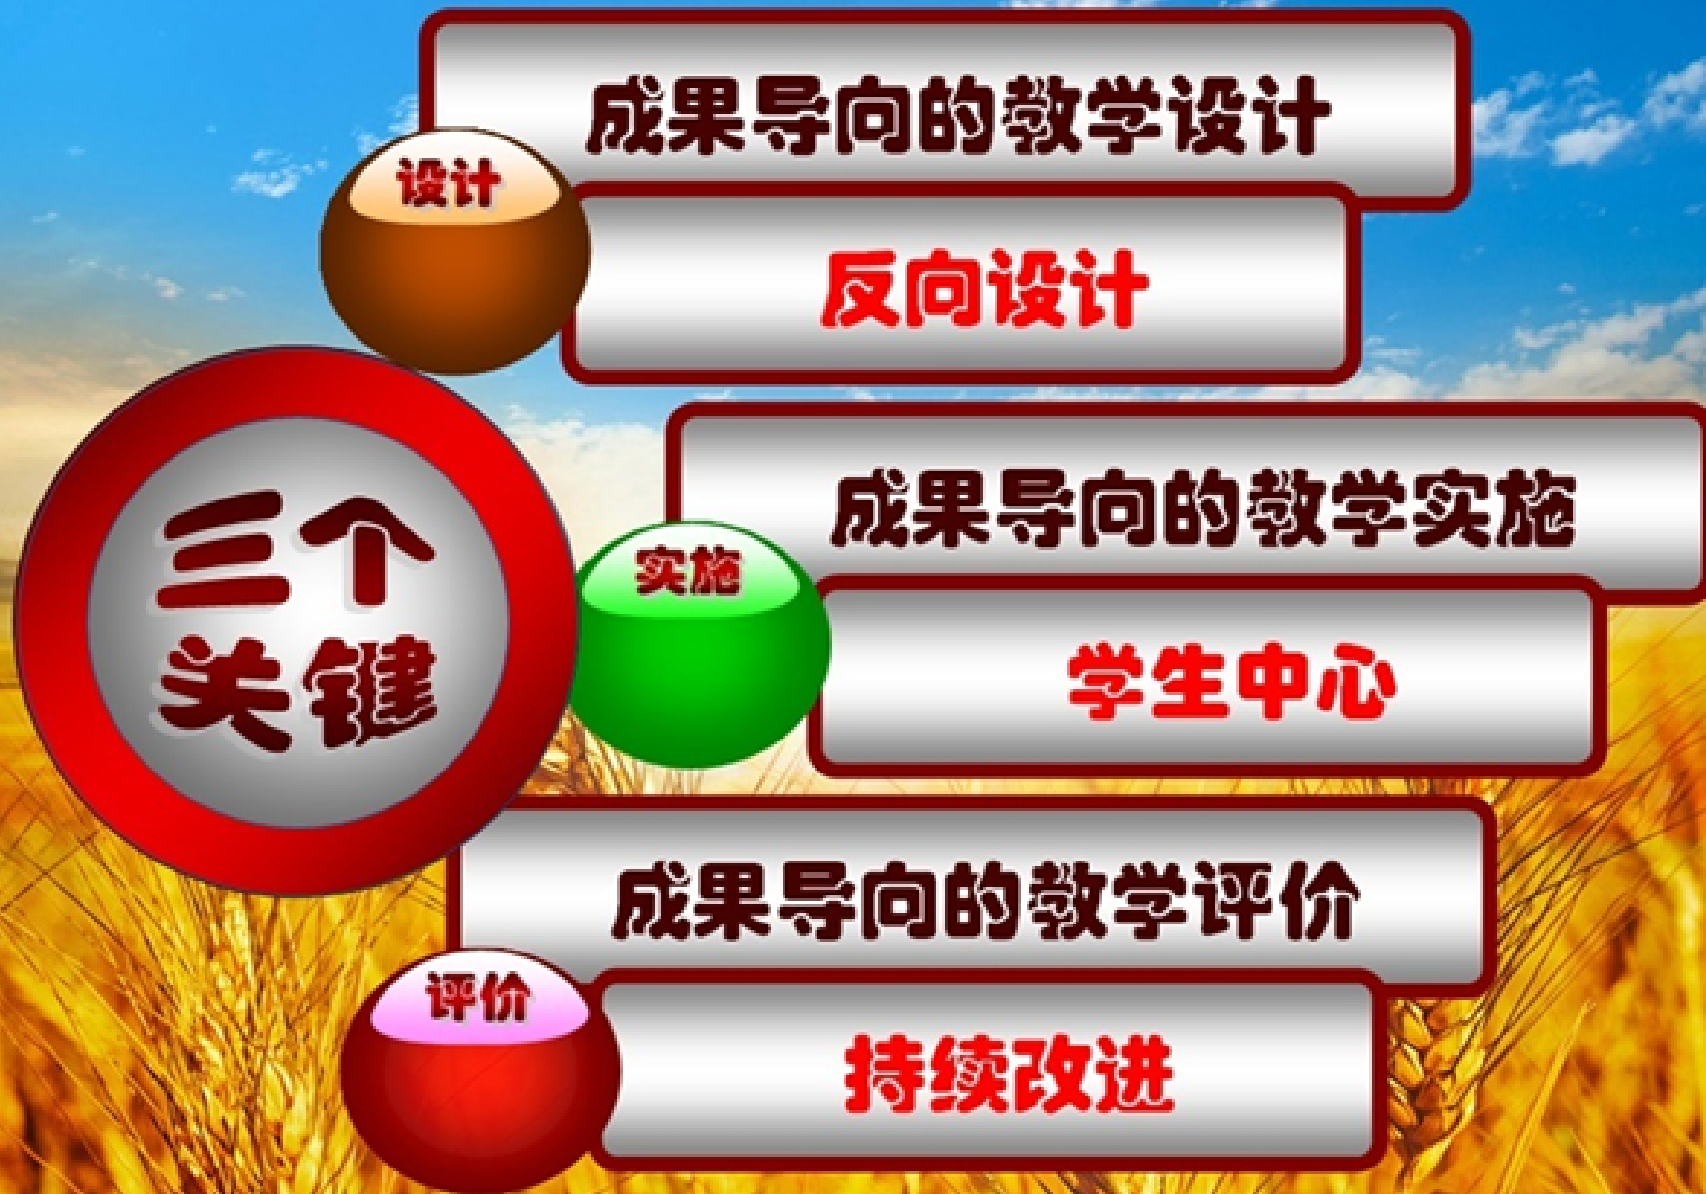 成果导向的教学设计
设计
反向设计
三个
关键
成果导向的教学实施
实施
学生中心
成果导向的教学评价
评价
持续改进